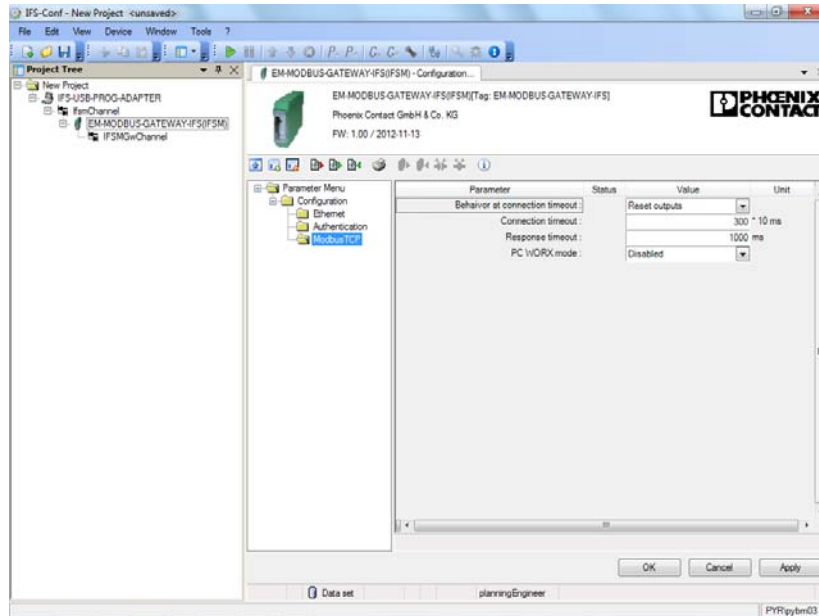 IFS-Conf - New Project <unsaved>
File Edit View Device Window Tools ?
Project Tree
New Project
IFS-USB-PROG-ADAPTER
IfsmChannel
EM-MODBUS-GATEWAY-IFS(IFSM)
IFSMGwChannel
EM-MODBUS-GATEWAY-IFS(IFSM) - Configuration...
EM-MODBUS-GATEWAY-IFS(IFSM)[Tag: EM-MODBUS-GATEWAY-IFS]
Phoenix Contact GmbH & Co. KG
FW: 1.00 / 2012-11-13
PHŒNIX CONTACT
Parameter Menu
Configuration
Ethernet
Authentication
ModbusTCP
Parameter Status Value Unit
Behaivor at connection timeout : Reset outputs
Connection timeout : 300 * 10 ms
Response timeout : 1000 ms
PC WORX mode : Disabled
OK Cancel Apply
Data set planningEngineer
PYR\pybm03